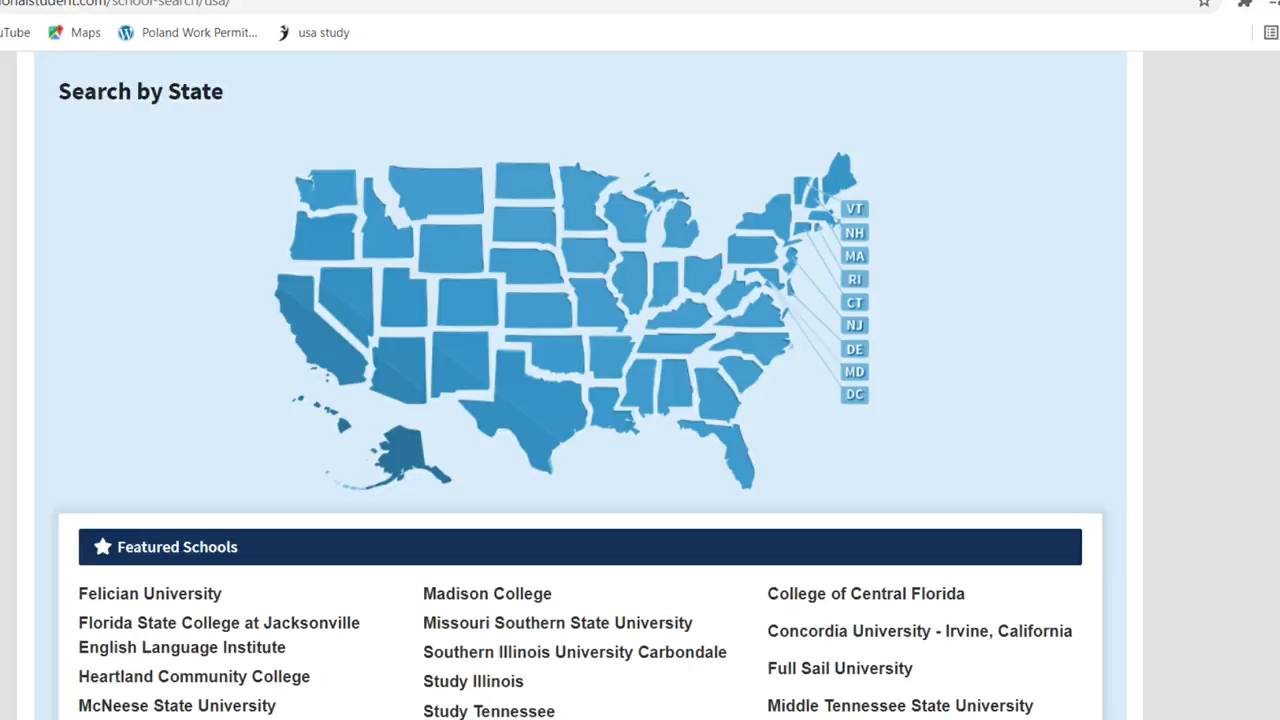 onalstudent.com/school-search/usa/
uTube
Maps
Poland Work Permit...
usa study
Search by State
VT
NH
MA
RI
CT
NJ
DE
MD
DC
Featured Schools
Felician University
Florida State College at Jacksonville
English Language Institute
Heartland Community College
McNeese State University
Madison College
Missouri Southern State University
Southern Illinois University Carbondale
Study Illinois
Study Tennessee
College of Central Florida
Concordia University - Irvine, California
Full Sail University
Middle Tennessee State University